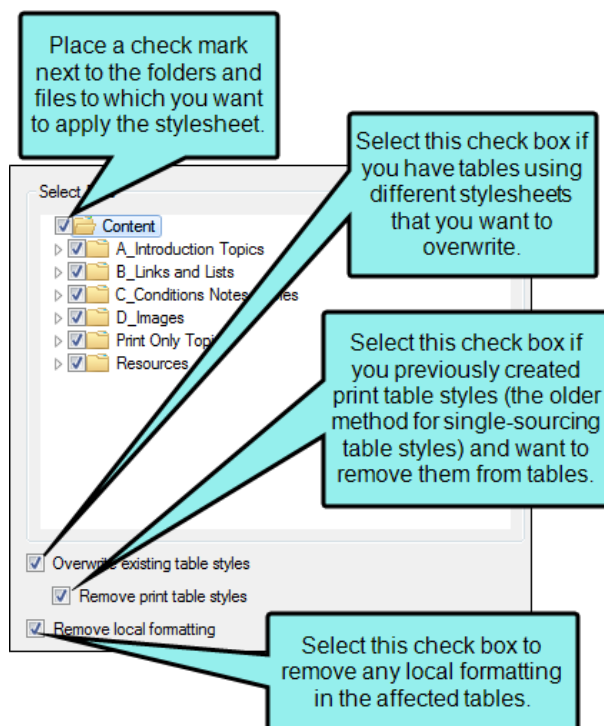 Place a check mark
next to the folders and
files to which you want
to apply the stylesheet.
Select this check box if
you have tables using
different stylesheets
that you want to
overwrite.
Select
Content
A_Introduction Topics
B_Links and Lists
C_Conditions Notes
D_Images
Print Only
Resources
Select this check box if
you previously created
print table styles (the older
method for single-sourcing
table styles) and want to
remove them from tables.
Overwrite existing table styles
Remove print table styles
Remove local formatting
Select this check box to
remove any local formatting
in the affected tables.